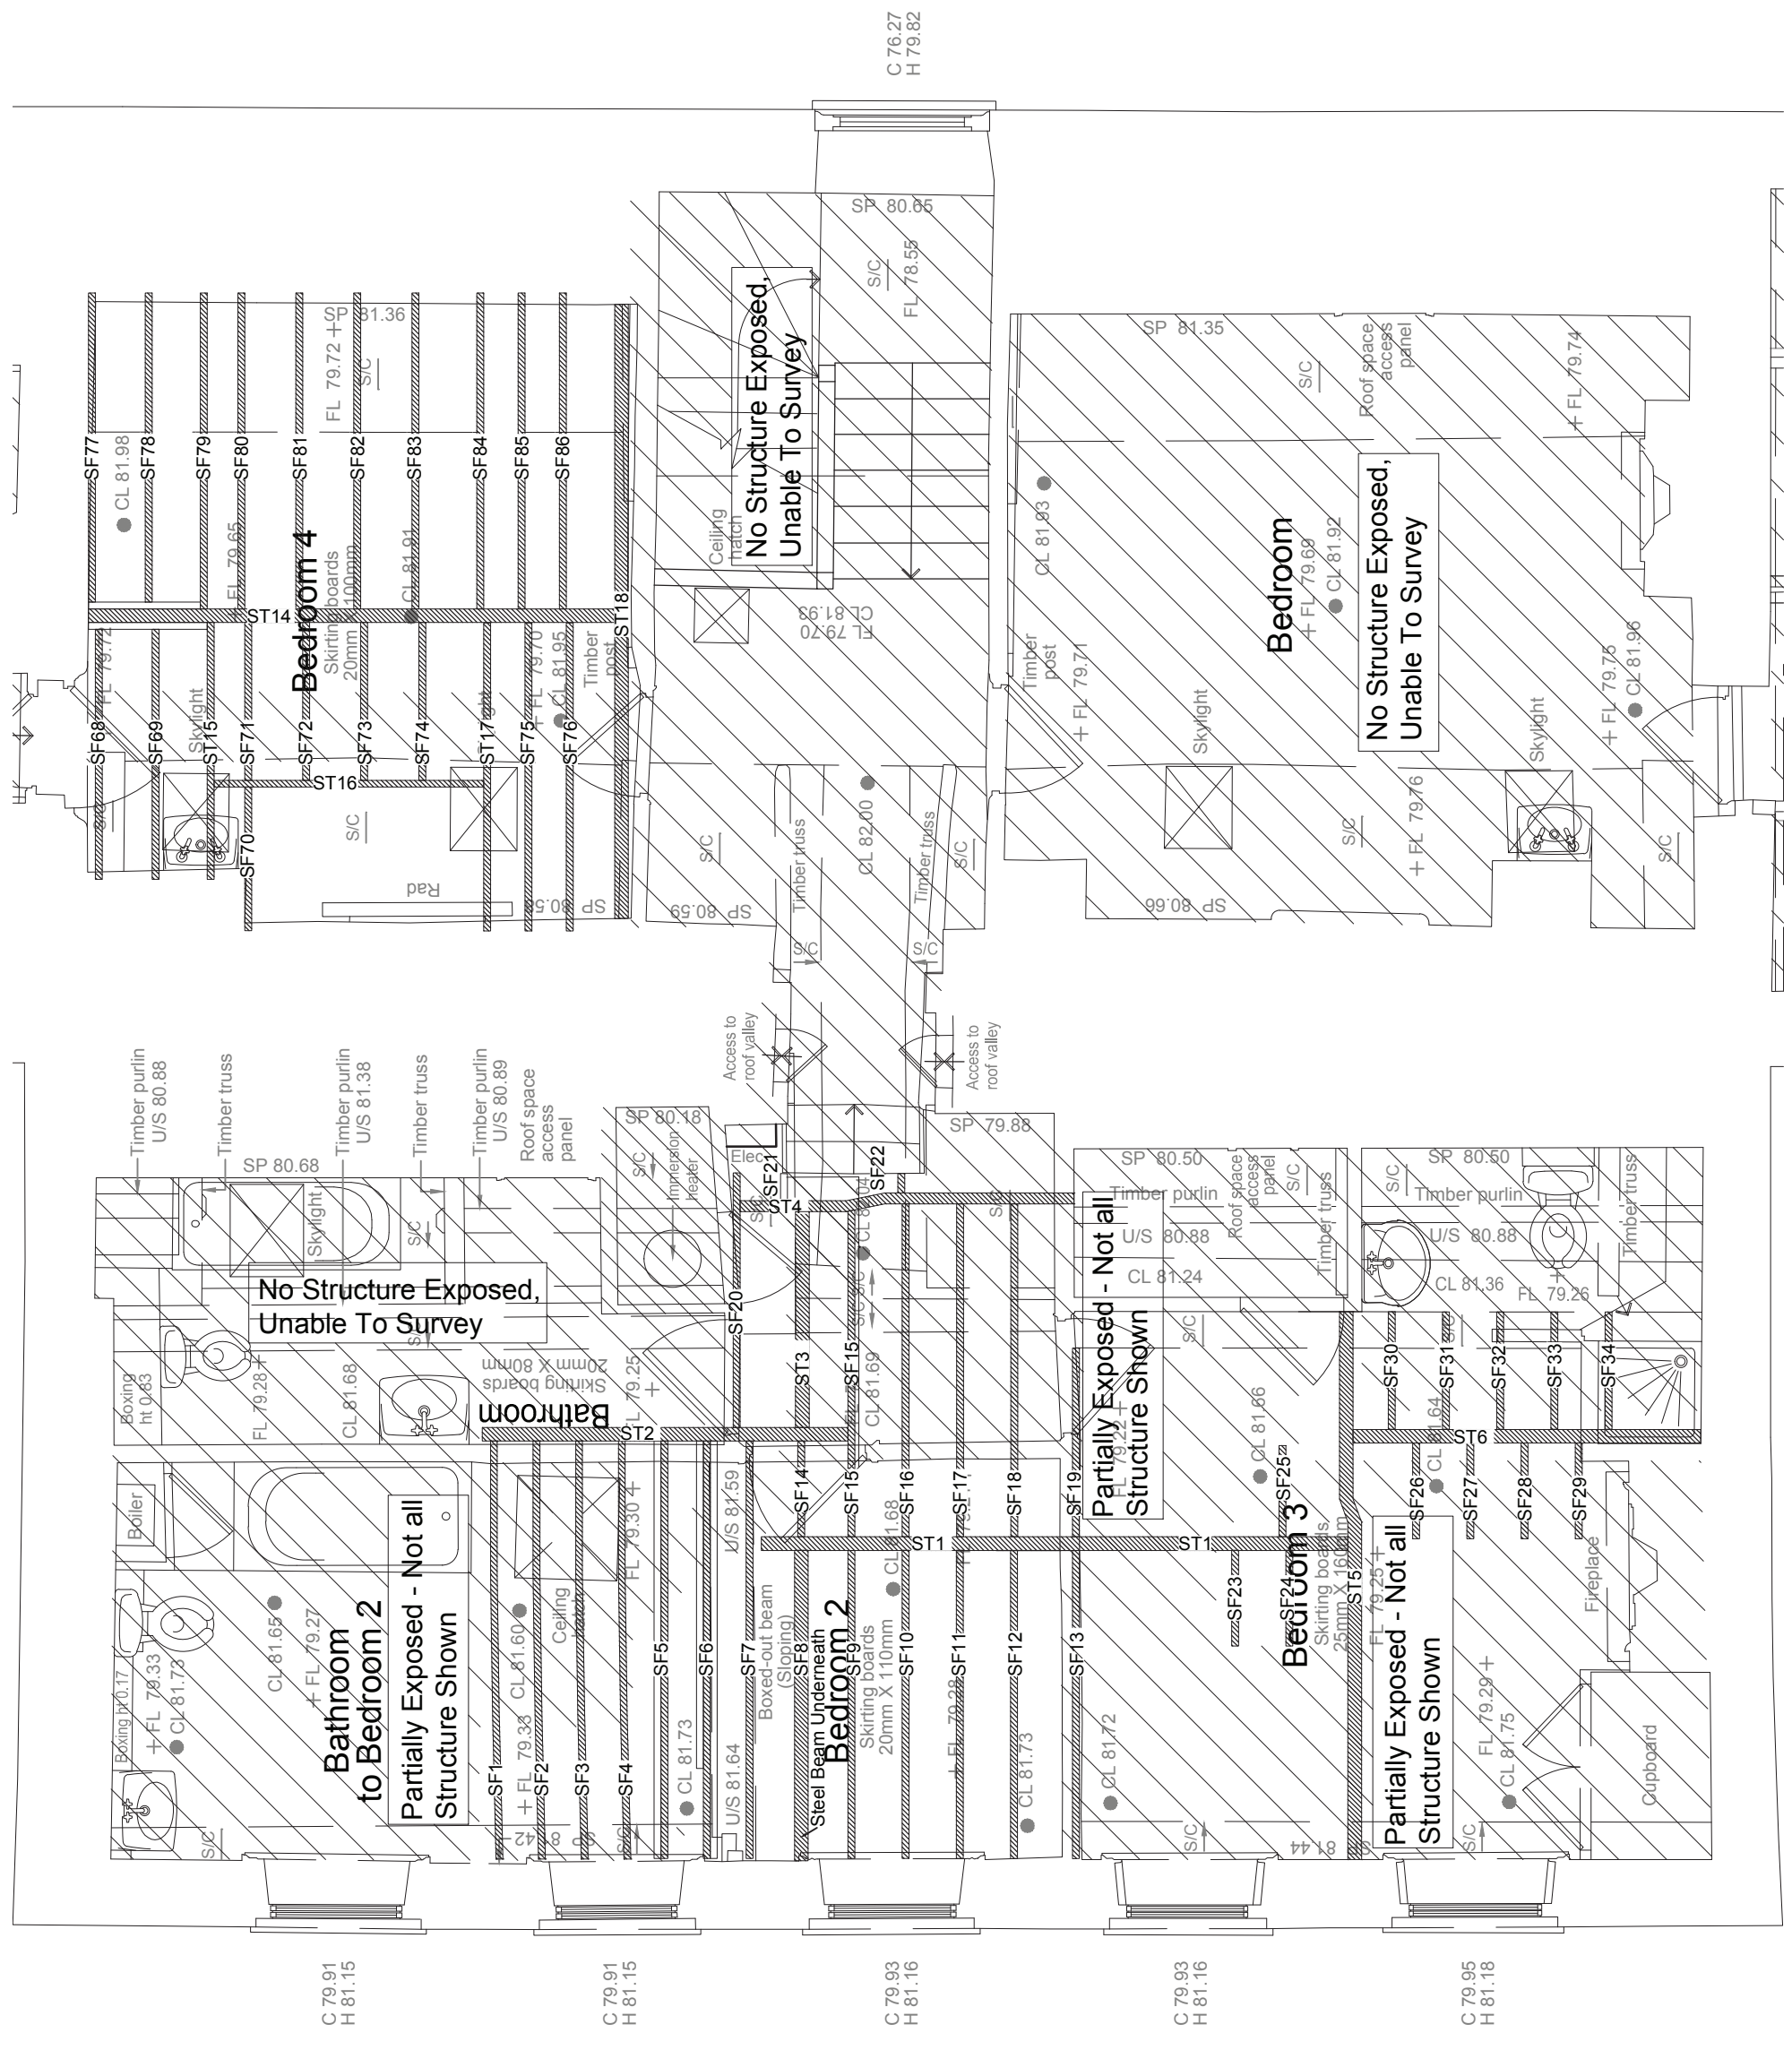 C 76.27
H 79.82
SP 80.65
S/C
FL 78.55
No Structure Exposed,
Unable To Survey
Ceiling
hatch
FL 79.70
CL 81.93
SP 81.36
FL 79.72 +
S/C
SF77
SF78
SF79
SF80
SF81
SF82
SF83
SF84
SF85
SF86
CL 81.98
FL 79.65
Bedroom 4
Skirting boards
20mm X 100mm
CL 81.91
ST14
ST18
FL 79.72
Skylight
+ FL 79.70
CL 81.95
Timber
post
SF68
SF69
ST15
SF71
SF72
SF73
SF74
ST17
SF75
SF76
ST16
SF70
S/C
S/C
Rad
SP 80.58
SP 80.59
S/C
Timber truss
CL 82.00
Timber truss
S/C
S/C
S/C
SP 81.35
S/C
Roof space
access
panel
+ FL 79.74
CL 81.93
Bedroom
+ FL 79.69
CL 81.92
No Structure Exposed,
Unable To Survey
Timber
post
+ FL 79.71
Skylight
+ FL 79.75
CL 81.96
Skylight
+ FL 79.76
S/C
S/C
SP 80.66
Access to
roof valley
Access to
roof valley
Timber purlin
U/S 80.88
Timber truss
Timber purlin
U/S 81.38
Timber truss
Timber purlin
U/S 80.89
Roof space
access
panel
SP 80.68
Skylight
S/C
SP 80.18
S/C
Immersion
heater
Elec
SF21
SF22
SP 79.88
ST4
S/C
No Structure Exposed,
Unable To Survey
S/C
Boxing
ht 0.83
FL 79.28+
CL 81.68
Skirting boards
20mm X 80mm
Bathroom
FL 79.25
+
ST2
SF20
ST3
SF15
S/C S/C
CL 81.69
SP 80.50
Timber purlin
U/S 80.88
CL 81.24
Roof space
access
panel
S/C
Timber truss
SP 80.50
S/C
Timber purlin
U/S 80.88
CL 81.36
FL 79.26
+
Timber truss
Partially Exposed - Not all
Structure Shown
S/C
FL 79.22 +
CL 81.66
SF30
SF31
SF32
SF33
SF34
S/C
CL 81.64
ST6
Boiler
U/S 81.59
FL 79.30 +
SF14
SF15
SF16
SF17
SF18
SF19
CL 81.68
ST1
ST1
SF25
SF26
SF27
SF28
SF29
Boxing ht 0.17
+FL 79.33
CL 81.73
CL 81.65
+ FL 79.27
Bathroom
to Bedroom 2
Partially Exposed - Not all
Structure Shown
SF1
SF2
SF3
SF4
SF5
SF6
SF7
SF8
SF9
SF10
SF11
SF12
SF13
+ FL 79.33
CL 81.60
Ceiling
CL 81.73
U/S 81.64
Boxed-out beam
(Sloping)
Steel Beam Underneath
Bedroom 2
Skirting boards
20mm X 110mm
+ FL 79.28
CL 81.73
CL 81.72
SF23
SF24
Bedroom 3
Skirting boards
25mm X 160mm
ST5
FL 79.25 +
Partially Exposed - Not all
Structure Shown
Fireplace
FL 79.29 +
CL 81.75
Cupboard
S/C
SP 81.42
S/C
S/C
SP 81.44
S/C
C 79.91
H 81.15
C 79.91
H 81.15
C 79.93
H 81.16
C 79.93
H 81.16
C 79.95
H 81.18